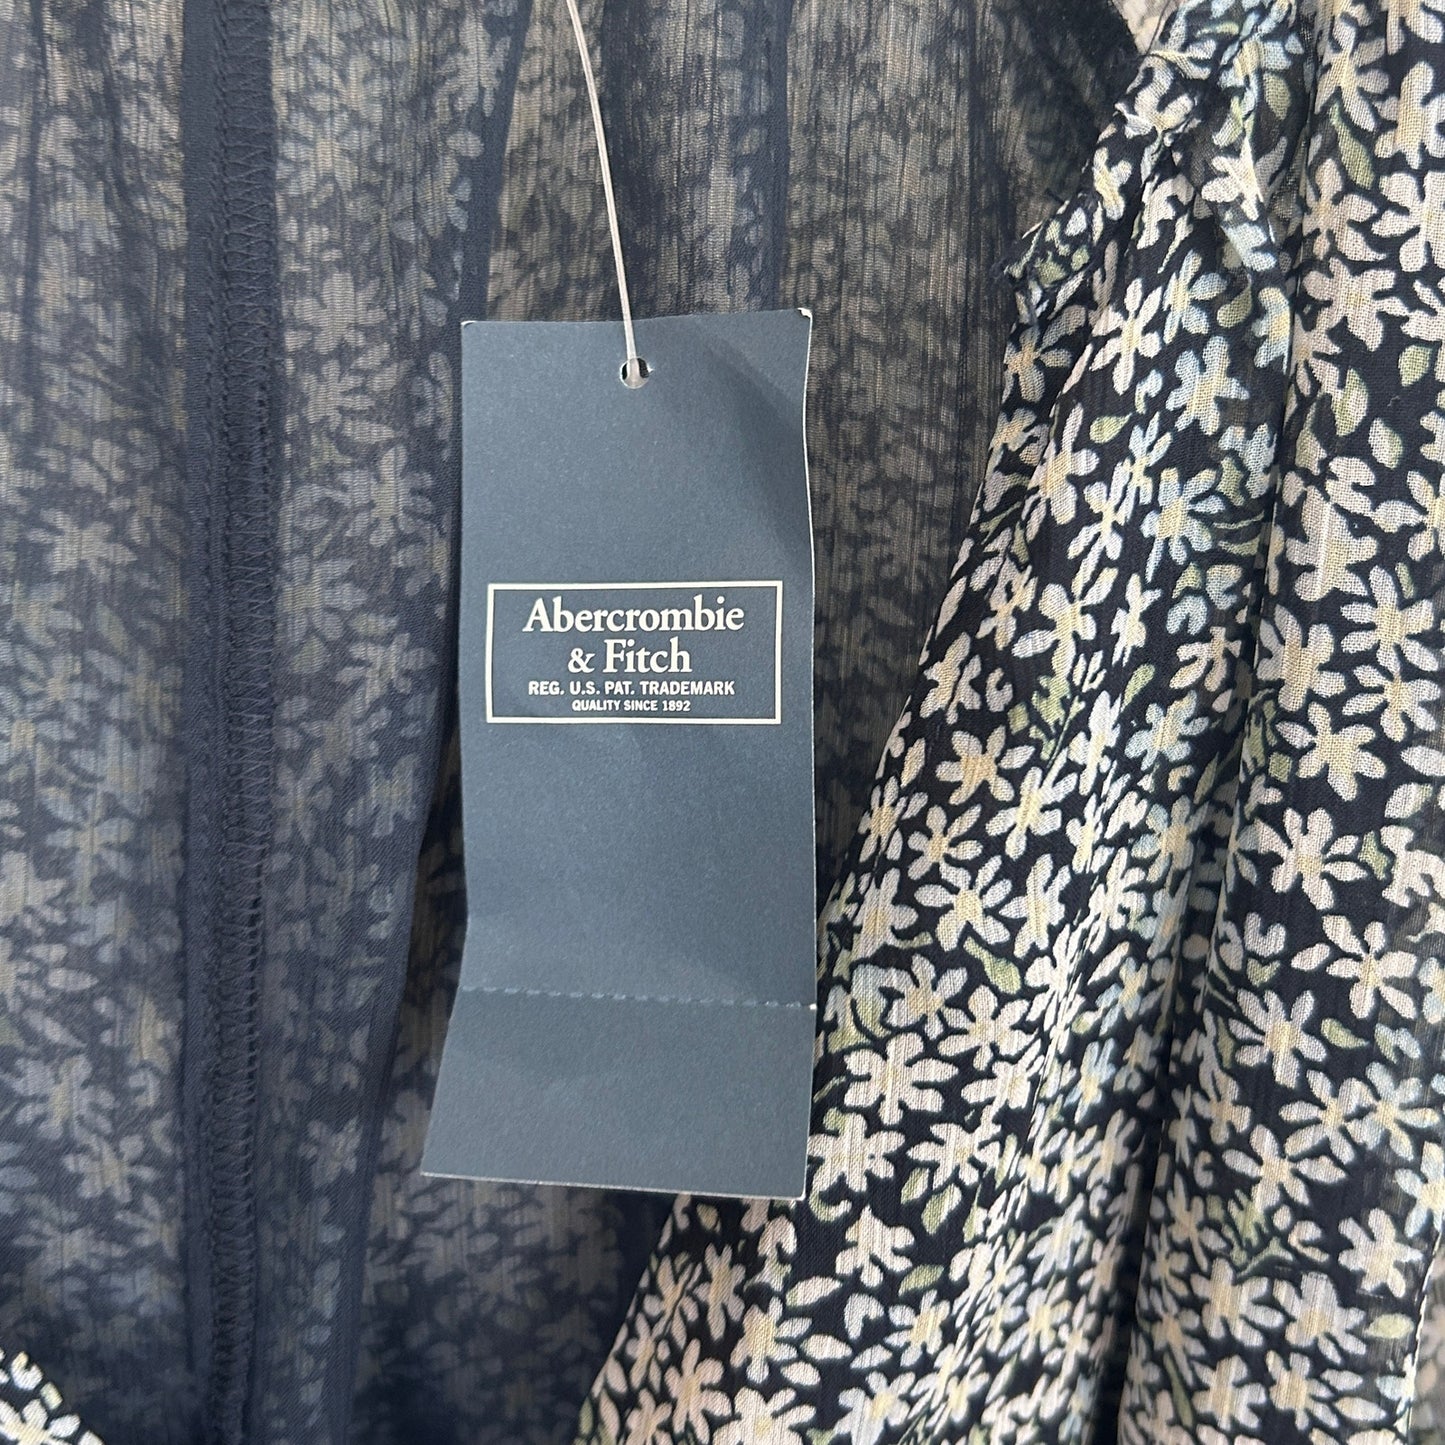 Abercrombie
& Fitch
REG. U.S. PAT. TRADEMARK
QUALITY SINCE 1892